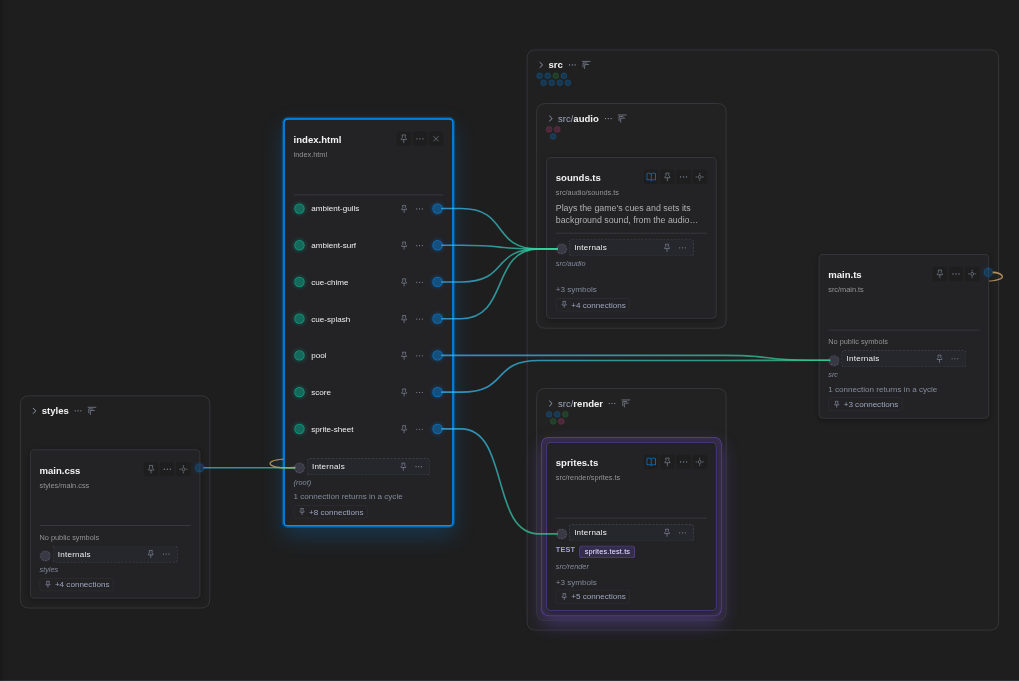 src
src/audio
sounds.ts
src/audio/sounds.ts
Plays the game's cues and sets its
background sound, from the audio…
Internals
src/audio
+3 symbols
+4 connections
index.html
index.html
ambient-gulls
ambient-surf
cue-chime
cue-splash
pool
score
sprite-sheet
Internals
(root)
1 connection returns in a cycle
+8 connections
main.ts
src/main.ts
No public symbols
Internals
src
1 connection returns in a cycle
+3 connections
styles
main.css
styles/main.css
No public symbols
Internals
styles
+4 connections
src/render
sprites.ts
src/render/sprites.ts
Internals
TEST sprites.test.ts
src/render
+3 symbols
+5 connections